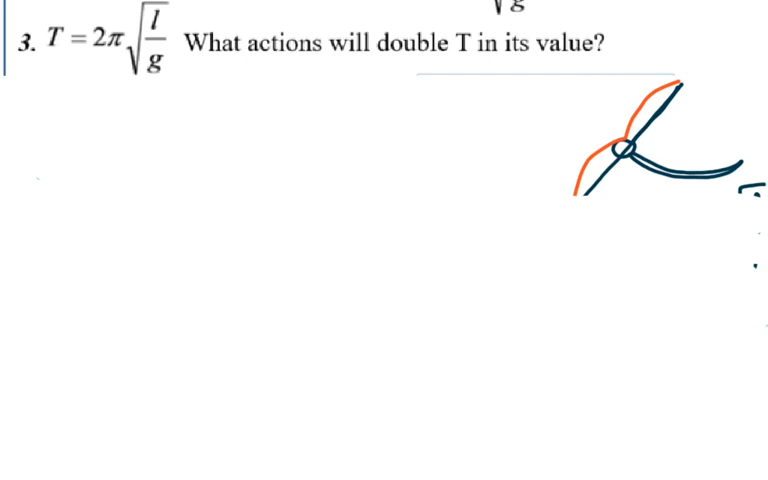 √g
3. T = 2π√(l/g) What actions will double T in its value?